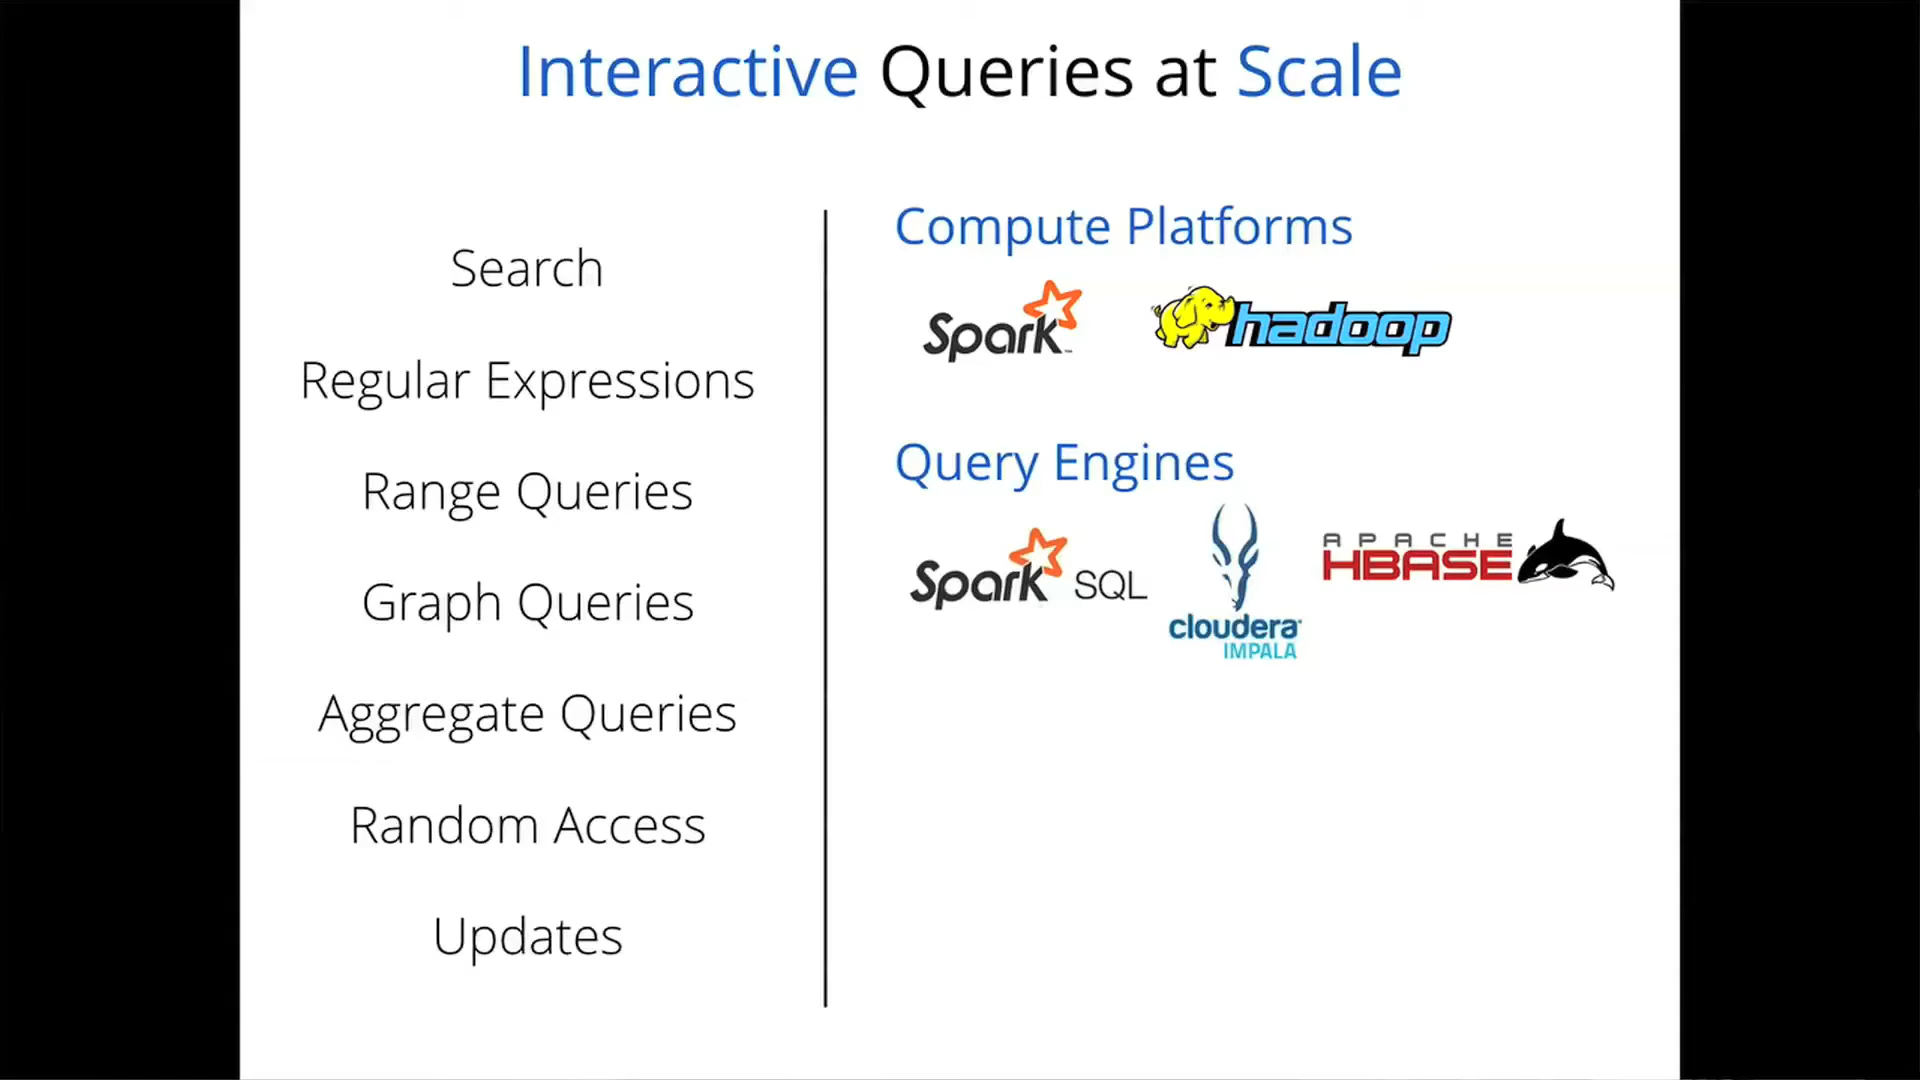 Interactive Queries at Scale
Search
Regular Expressions
Range Queries
Graph Queries
Aggregate Queries
Random Access
Updates
Compute Platforms
Spark™
hadoop
Query Engines
Spark SQL
cloudera
IMPALA
APACHE
HBASE